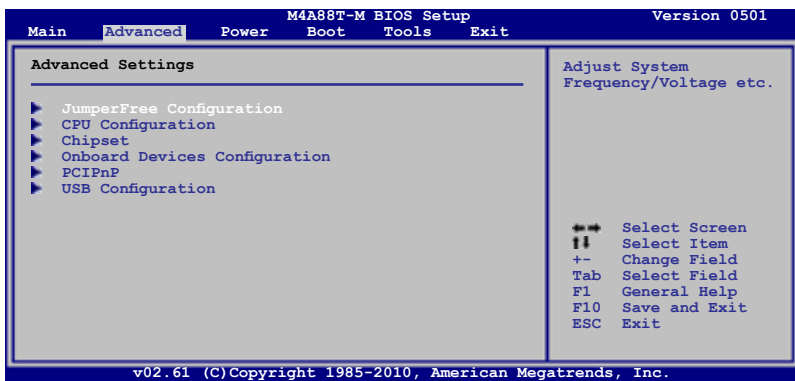 M4A88T-M BIOS Setup Version 0501
Main Advanced Power Boot Tools Exit
Advanced Settings
JumperFree Configuration
CPU Configuration
Chipset
Onboard Devices Configuration
PCIPnP
USB Configuration
Adjust System
Frequency/Voltage etc.
←→ Select Screen
↑↓ Select Item
+- Change Field
Tab Select Field
F1 General Help
F10 Save and Exit
ESC Exit
v02.61 (C)Copyright 1985-2010, American Megatrends, Inc.